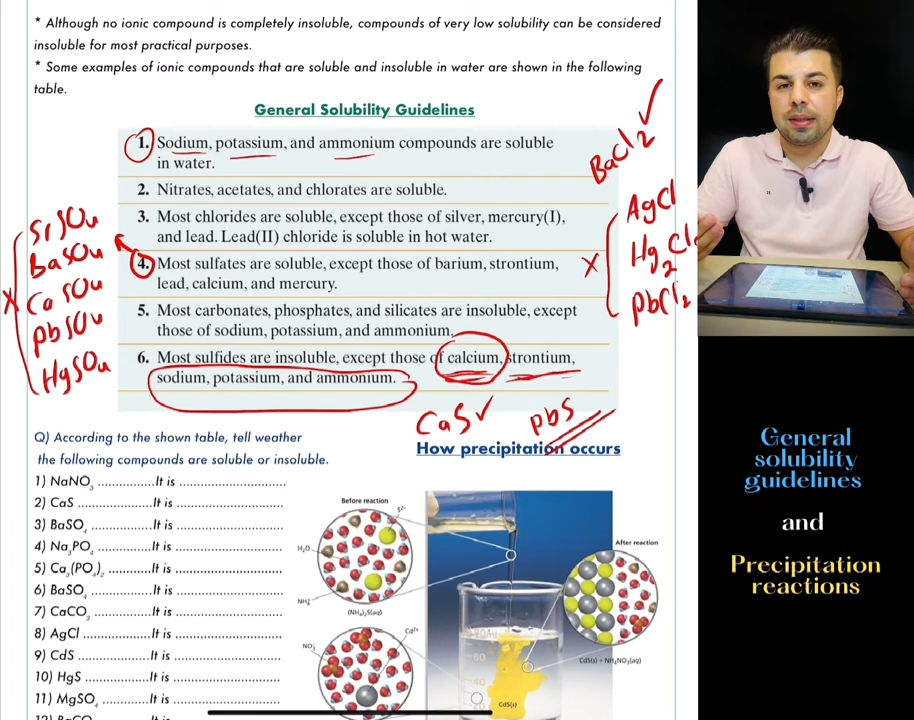 * Although no ionic compound is completely insoluble, compounds of very low solubility can be considered
insoluble for most practical purposes.
* Some examples of ionic compounds that are soluble and insoluble in water are shown in the following
table.
General Solubility Guidelines
1. Sodium, potassium, and ammonium compounds are soluble
in water.
2. Nitrates, acetates, and chlorates are soluble.
3. Most chlorides are soluble, except those of silver, mercury(I),
and lead. Lead(II) chloride is soluble in hot water.
4. Most sulfates are soluble, except those of barium, strontium,
lead, calcium, and mercury.
5. Most carbonates, phosphates, and silicates are insoluble, except
those of sodium, potassium, and ammonium.
6. Most sulfides are insoluble, except those of calcium, strontium,
sodium, potassium, and ammonium.
SrSO4
BaSO4
CaSO4
PbSO4
HgSO4
BaCl2
AgCl
Hg2Cl2
PbCl2
CaS
PbS
Q) According to the shown table, tell weather
the following compounds are soluble or insoluble.
1) NaNO3 ..............It is ..............................
2) CaS ......................It is ..............................
3) BaSO4 ................It is ..............................
4) Na3PO4 ..............It is ..............................
5) Ca3(PO4)2 ..........It is ..............................
6) BaSO4 ................It is ..............................
7) CaCO3 ................It is ..............................
8) AgCl ....................It is ..............................
9) CdS ......................It is ..............................
10) HgS ....................It is ..............................
11) MgSO4 ..............It is ..............................
How precipitation occurs
Before reaction
S2-
H2O
NH4+
(NH4)2S(aq)
NO3-
Cd2+
After reaction
CdS(s) + NH4NO3(aq)
CdS(s)
General
solubility
guidelines
and
Precipitation
reactions